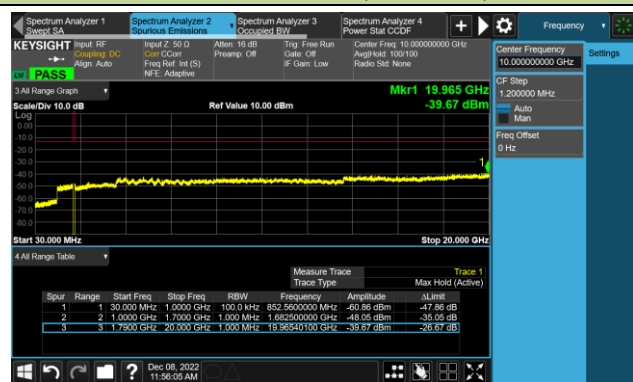 Spectrum Analyzer 1
Swept SA
Spectrum Analyzer 2
Spurious Emissions
Spectrum Analyzer 3
Occupied BW
Spectrum Analyzer 4
Power Stat CCDF
Frequency
KEYSIGHT
Input: RF
Coupling: DC
Align: Auto
Input Z: 50 Ω
Corr CCorr
Freq Ref: Int (S)
NFE: Adaptive
Atten: 16 dB
Preamp: Off
Trig: Free Run
Gate: Off
IF Gain: Low
Center Freq: 10.000000000 GHz
Avg|Hold: 100/100
Radio Std: None
PASS
Center Frequency
10.000000000 GHz
Settings
CF Step
1.200000 MHz
Auto
Man
Freq Offset
0 Hz
3 All Range Graph
Mkr1 19.965 GHz
Scale/Div 10.0 dB
Ref Value 10.00 dBm
-39.67 dBm
Log
0.00
-10.0
-20.0
-30.0
-40.0
-50.0
-60.0
-70.0
-80.0
1
Start 30.000 MHz
Stop 20.000 GHz
4 All Range Table
Measure Trace Trace 1
Trace Type Max Hold (Active)
Spur Range Start Freq Stop Freq RBW Frequency Amplitude ΔLimit
1 1 30.000 MHz 1.0000 GHz 100.0 kHz 852.5600000 MHz -60.86 dBm -47.86 dB
2 2 1.0000 GHz 1.7000 GHz 1.000 MHz 1.682500000 GHz -48.05 dBm -35.05 dB
3 3 1.7900 GHz 20.000 GHz 1.000 MHz 19.96540100 GHz -39.67 dBm -26.67 dB
Dec 08, 2022
11:56:05 AM